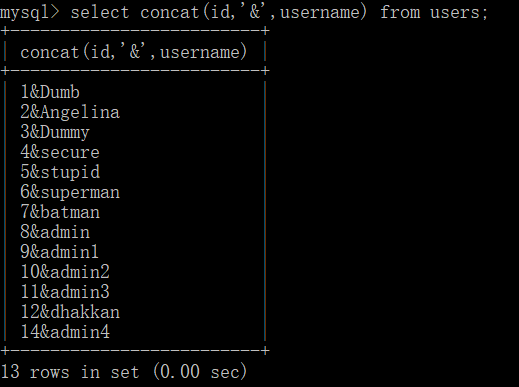 mysql> select concat(id,'&',username) from users;
+-------------------------+
| concat(id,'&',username) |
+-------------------------+
| 1&Dumb                  |
| 2&Angelina              |
| 3&Dummy                 |
| 4&secure                |
| 5&stupid                |
| 6&superman              |
| 7&batman                |
| 8&admin                 |
| 9&admin1                |
| 10&admin2               |
| 11&admin3               |
| 12&dhakkan              |
| 14&admin4               |
+-------------------------+
13 rows in set (0.00 sec)